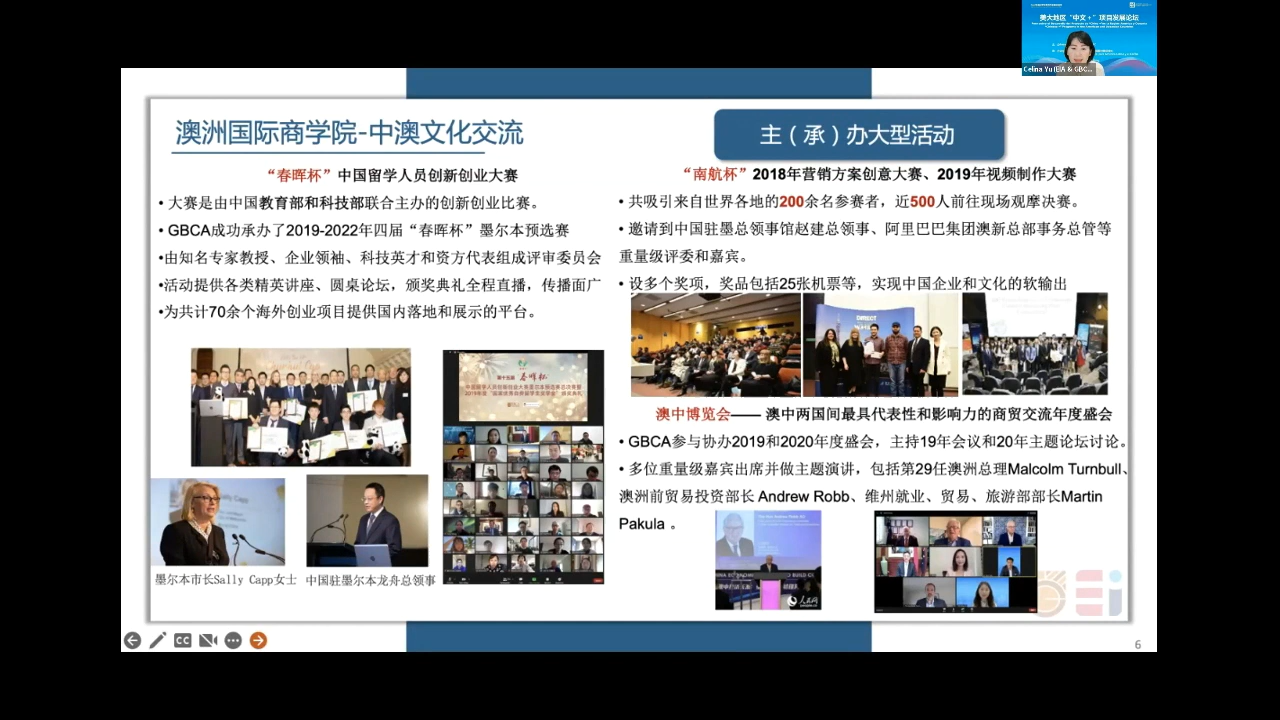 美大地区“中文+”项目发展论坛
Celina Yu (EIA & GBC...
澳洲国际商学院-中澳文化交流
主（承）办大型活动
“春晖杯”中国留学人员创新创业大赛
• 大赛是由中国教育部和科技部联合主办的创新创业比赛。
• GBCA成功承办了2019-2022年四届“春晖杯”墨尔本预选赛
•由知名专家教授、企业领袖、科技英才和资方代表组成评审委员会
•活动提供各类精英讲座、圆桌论坛，颁奖典礼全程直播，传播面广
•为共计70余个海外创业项目提供国内落地和展示的平台。
春晖杯
墨尔本市长Sally Capp女士
中国驻墨尔本龙舟总领事
“南航杯”2018年营销方案创意大赛、2019年视频制作大赛
• 共吸引来自世界各地的200余名参赛者，近500人前往现场观摩决赛。
• 邀请到中国驻墨总领事馆赵建总领事、阿里巴巴集团澳新总部事务总管等
重量级评委和嘉宾。
• 设多个奖项，奖品包括25张机票等，实现中国企业和文化的软输出
DIRECT
澳中博览会—— 澳中两国间最具代表性和影响力的商贸交流年度盛会
• GBCA参与协办2019和2020年度盛会，主持19年会议和20年主题论坛讨论。
• 多位重量级嘉宾出席并做主题演讲，包括第29任澳洲总理Malcolm Turnbull、
澳洲前贸易投资部长 Andrew Robb、维州就业、贸易、旅游部部长Martin
Pakula 。
人民网
CC
6